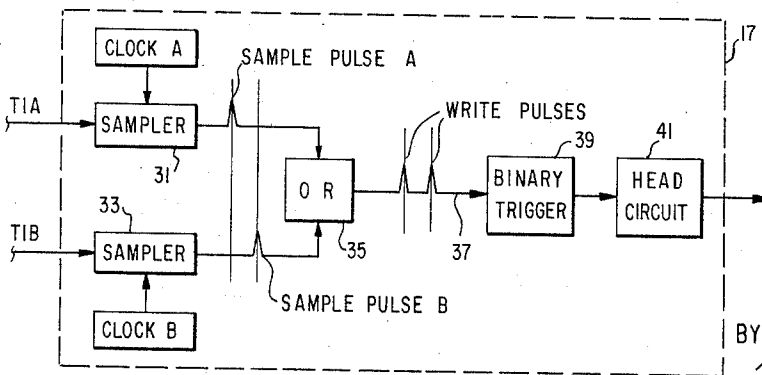 17
CLOCK A
SAMPLE PULSE A
T1A
SAMPLER
31
WRITE PULSES
39
41
OR
BINARY
TRIGGER
HEAD
CIRCUIT
33
35
37
T1B
SAMPLER
SAMPLE PULSE B
CLOCK B
BY